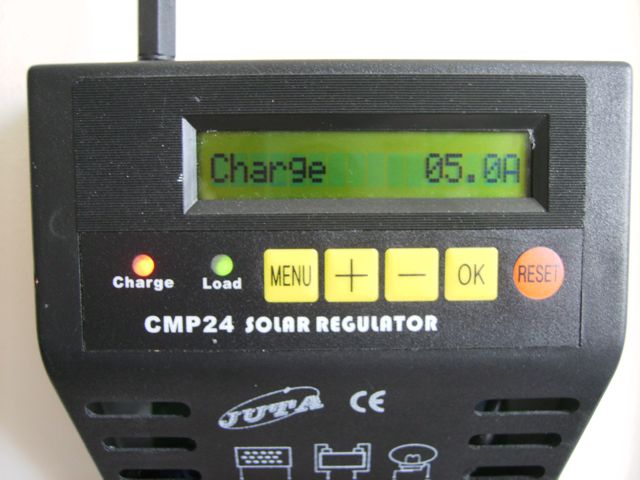 Charge 05.0A
Charge Load MENU + - OK RESET
CMP24 SOLAR REGULATOR
JUTA CE